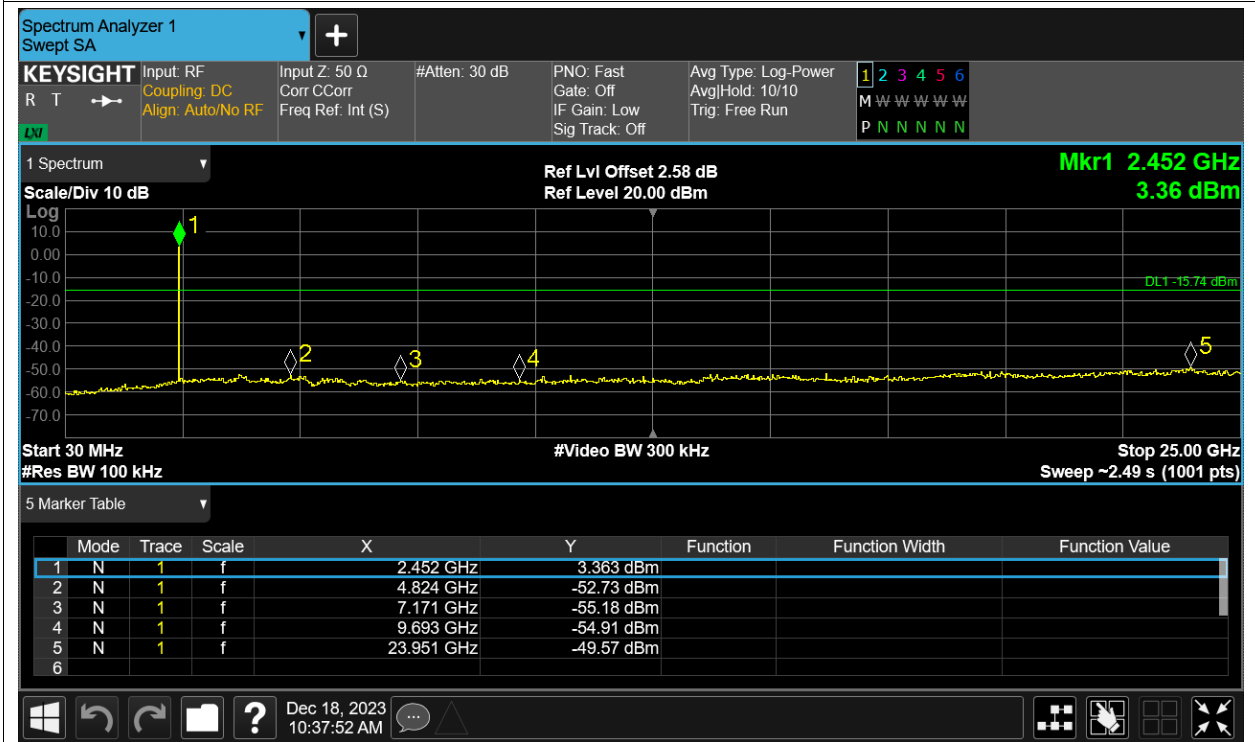 Spectrum Analyzer 1
Swept SA
KEYSIGHT
R T
LXI
Input: RF
Coupling: DC
Align: Auto/No RF
Input Z: 50 Ω
Corr CCorr
Freq Ref: Int (S)
#Atten: 30 dB
PNO: Fast
Gate: Off
IF Gain: Low
Sig Track: Off
Avg Type: Log-Power
Avg|Hold: 10/10
Trig: Free Run
1 2 3 4 5 6
M W W W W W
P N N N N N
1 Spectrum
Scale/Div 10 dB
Ref Lvl Offset 2.58 dB
Ref Level 20.00 dBm
Mkr1 2.452 GHz
3.36 dBm
Log
10.0
0.00
-10.0
-20.0
-30.0
-40.0
-50.0
-60.0
-70.0
1
2
3
4
5
DL1 -15.74 dBm
Start 30 MHz
#Res BW 100 kHz
#Video BW 300 kHz
Stop 25.00 GHz
Sweep ~2.49 s (1001 pts)
5 Marker Table
Mode Trace Scale X Y Function Function Width Function Value
1 N 1 f 2.452 GHz 3.363 dBm
2 N 1 f 4.824 GHz -52.73 dBm
3 N 1 f 7.171 GHz -55.18 dBm
4 N 1 f 9.693 GHz -54.91 dBm
5 N 1 f 23.951 GHz -49.57 dBm
6
?
Dec 18, 2023
10:37:52 AM